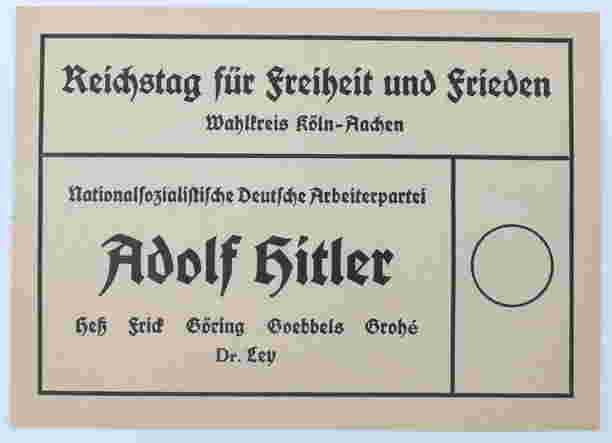 Reichstag für Freiheit und Frieden
Wahlkreis Köln-Aachen
Nationalsozialistische Deutsche Arbeiterpartei
Adolf Hitler
Heß Frick Göring Goebbels Grohé
Dr. Ley